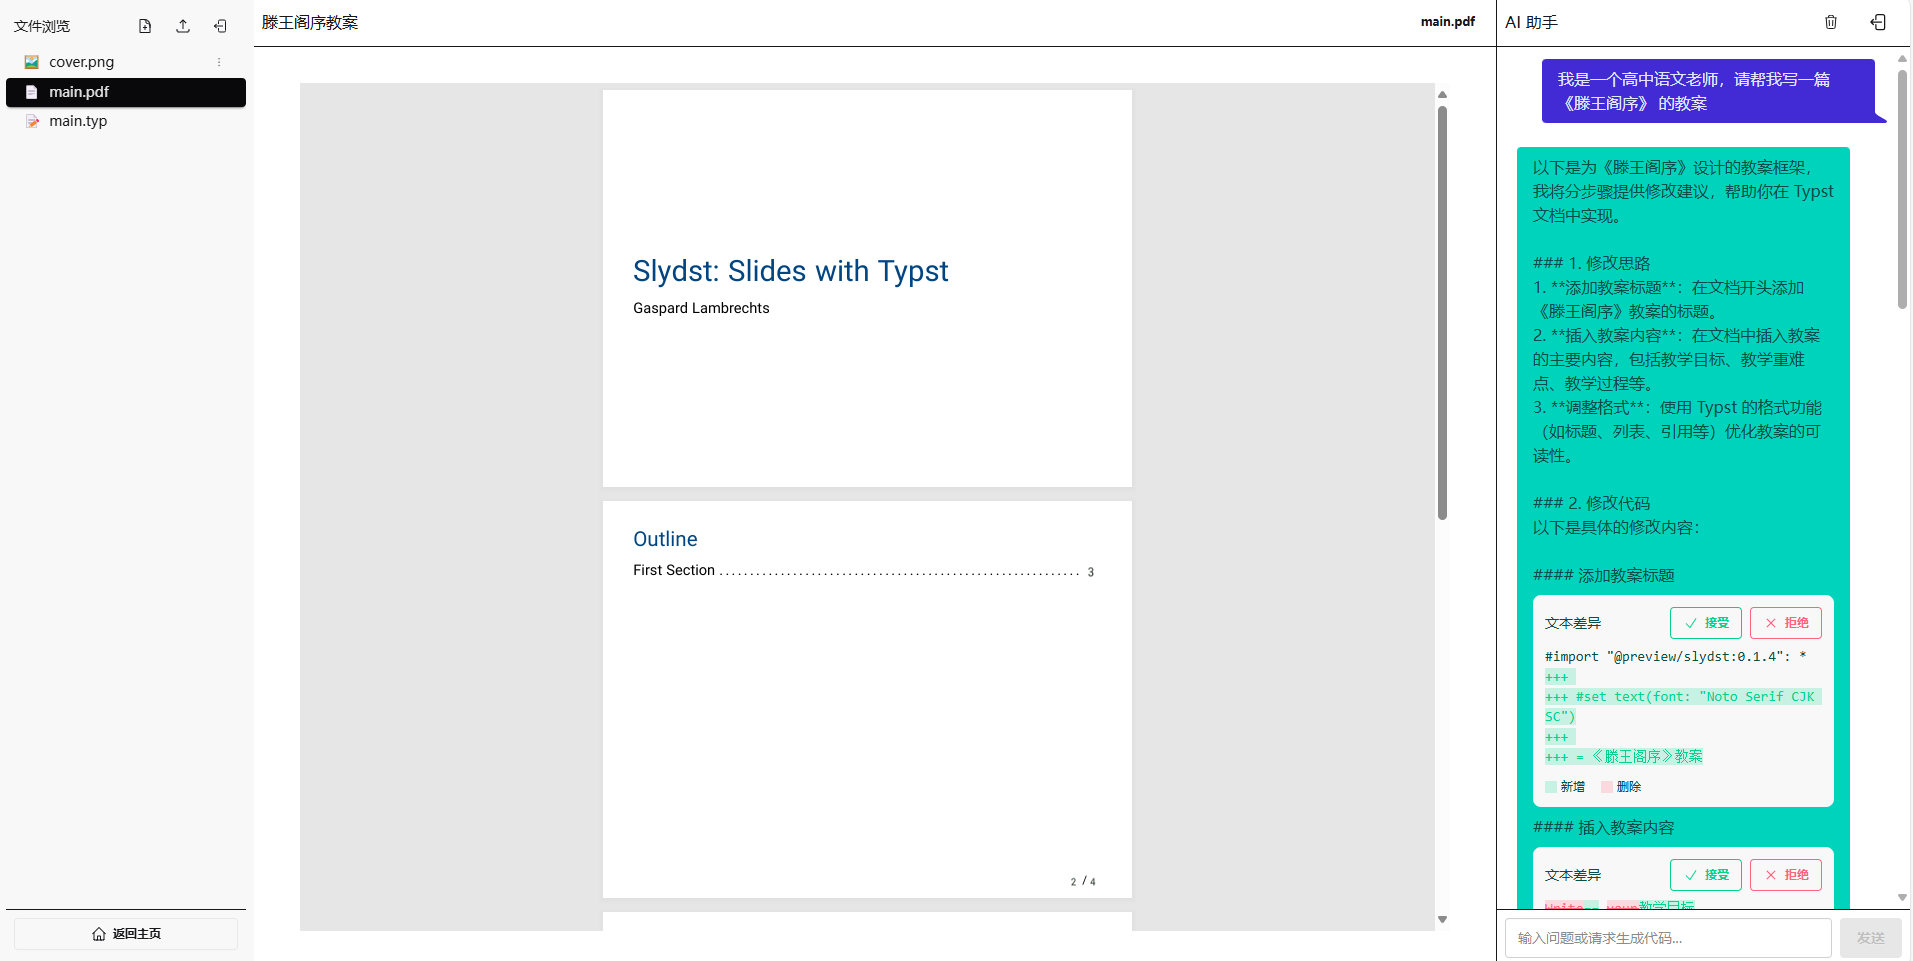 文件浏览
cover.png
main.pdf
main.typ
返回主页
滕王阁序教案
main.pdf
Slydst: Slides with Typst
Gaspard Lambrechts
Outline
First Section ........................................................... 3
2 / 4
AI 助手
我是一个高中语文老师，请帮我写一篇
《滕王阁序》 的教案
以下是为《滕王阁序》设计的教案框架，
我将分步骤提供修改建议，帮助你在 Typst
文档中实现。
### 1. 修改思路
1. **添加教案标题**：在文档开头添加
《滕王阁序》教案的标题。
2. **插入教案内容**：在文档中插入教案
的主要内容，包括教学目标、教学重难
点、教学过程等。
3. **调整格式**：使用 Typst 的格式功能
（如标题、列表、引用等）优化教案的可
读性。
### 2. 修改代码
以下是具体的修改内容：
#### 添加教案标题
文本差异
接受
拒绝
#import "@preview/slydst:0.1.4": *
+++
+++ #set text(font: "Noto Serif CJK
SC")
+++
+++ = 《滕王阁序》教案
新增
删除
#### 插入教案内容
文本差异
接受
拒绝
输入问题或请求生成代码...
发送